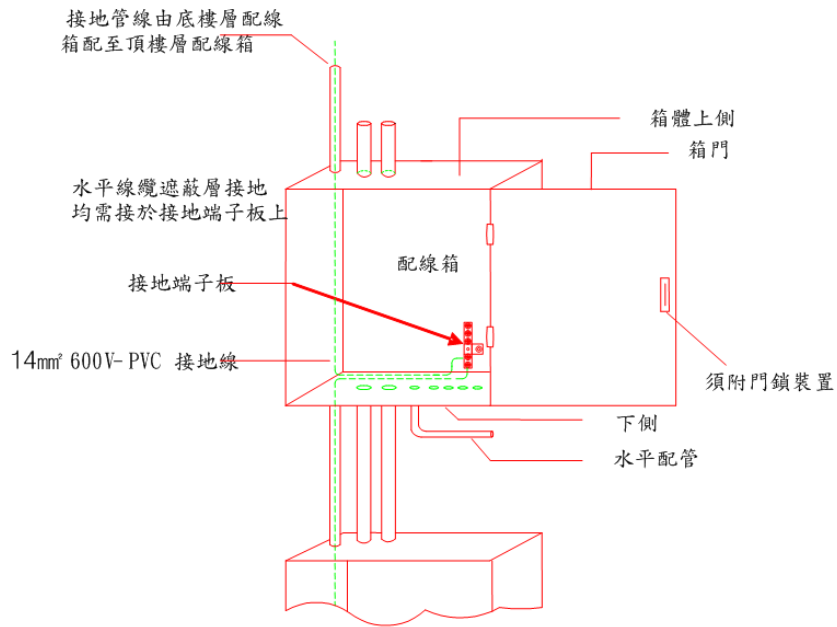 接地管線由底樓層配線
箱配至頂樓層配線箱
箱體上側
箱門
水平線纜遮蔽層接地
均需接於接地端子板上
配線箱
接地端子板
14mm² 600V-PVC 接地線
須附門鎖裝置
下側
水平配管